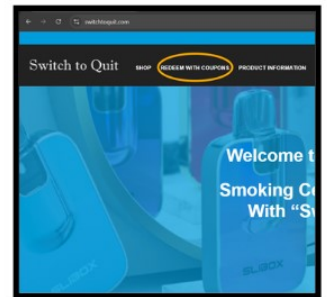 switchtoquit.com
Switch to Quit
SHOP
REDEEM WITH COUPONS
PRODUCT INFORMATION
Welcome t
Smoking C
With “S
SLBOX